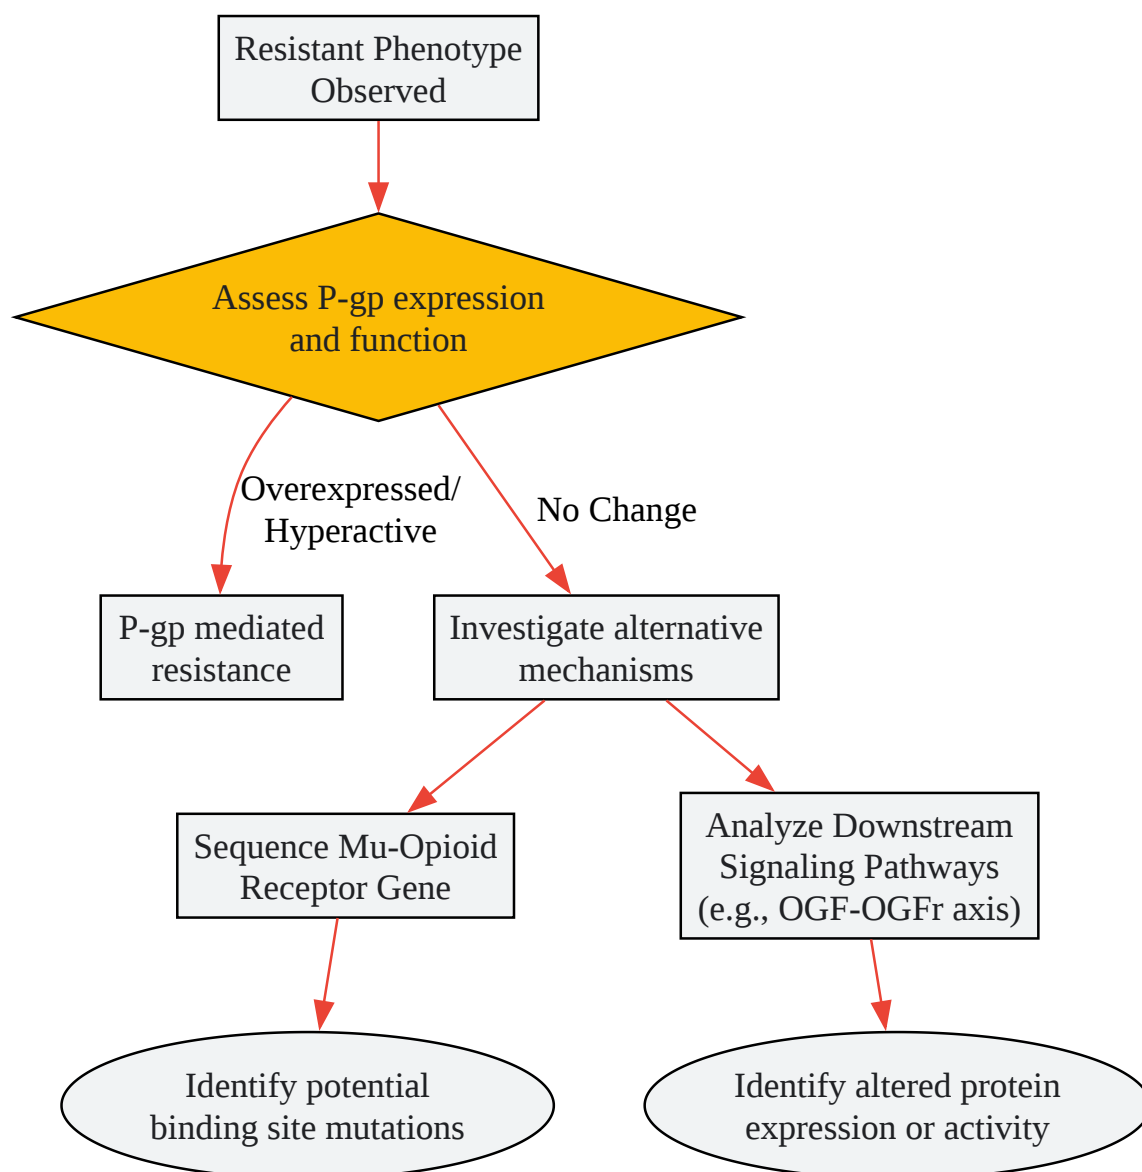 Resistant Phenotype
Observed
Assess P-gp expression
and function
Overexpressed/
Hyperactive
No Change
P-gp mediated
resistance
Investigate alternative
mechanisms
Sequence Mu-Opioid
Receptor Gene
Analyze Downstream
Signaling Pathways
(e.g., OGF-OGFr axis)
Identify potential
binding site mutations
Identify altered protein
expression or activity